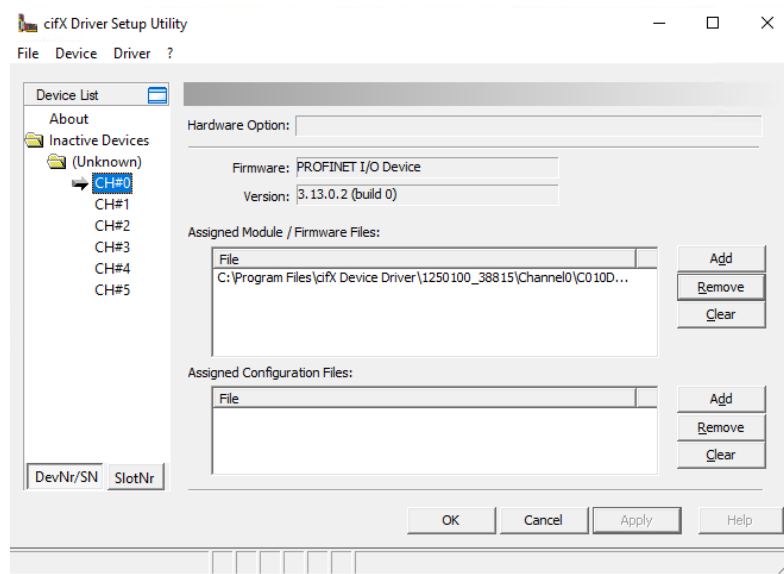 cifX Driver Setup Utility
File Device Driver ?
Device List
About
Inactive Devices
(Unknown)
CH#0
CH#1
CH#2
CH#3
CH#4
CH#5
DevNr/SN SlotNr
Hardware Option:
Firmware: PROFINET I/O Device
Version: 3.13.0.2 (build 0)
Assigned Module / Firmware Files:
File
C:\Program Files\cifX Device Driver\1250100_38815\Channel0\C010D...
Add
Remove
Clear
Assigned Configuration Files:
File
Add
Remove
Clear
OK Cancel Apply Help